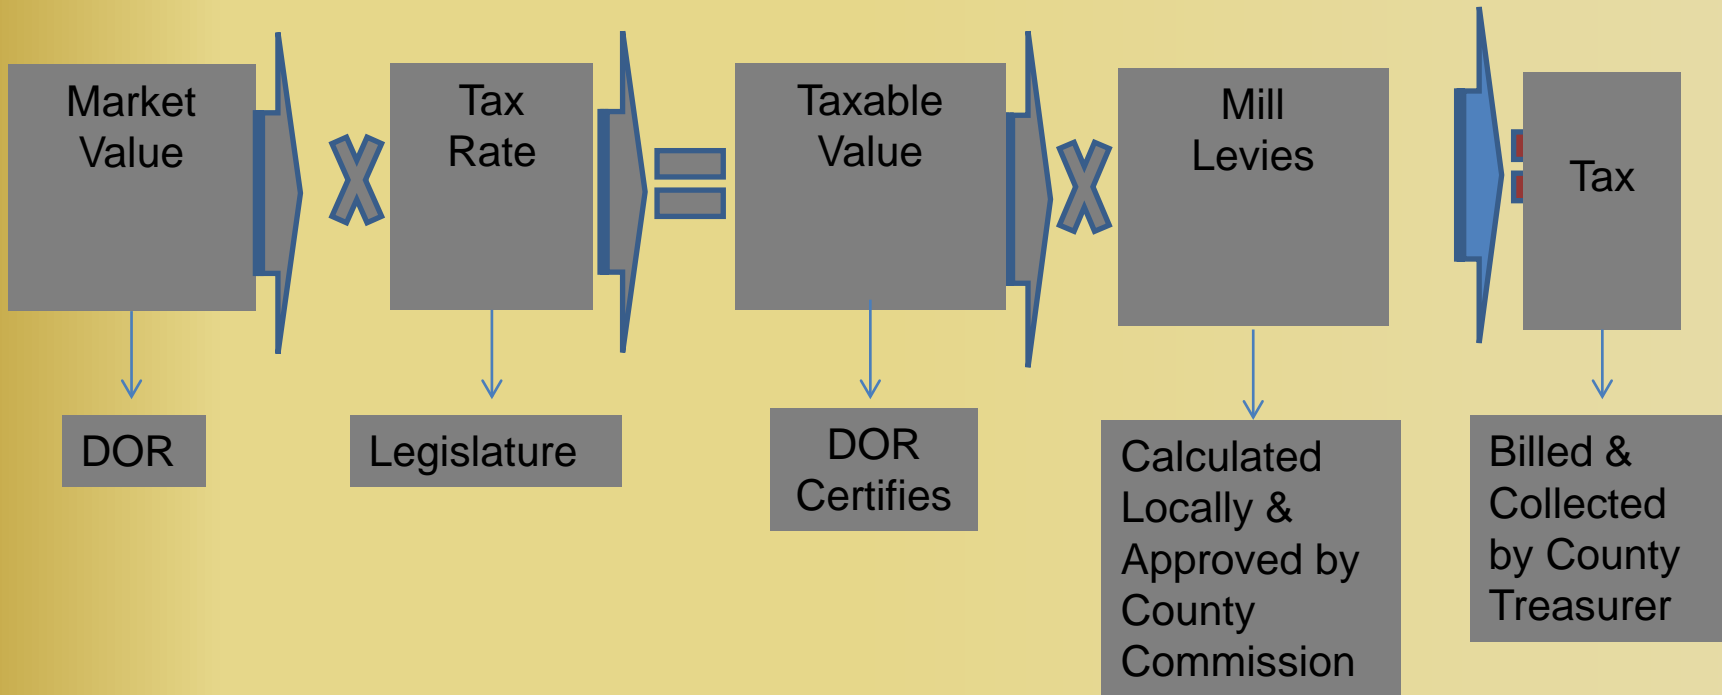 Market
Value
Tax
Rate
Taxable
Value
Mill
Levies
Tax
DOR
Legislature
DOR
Certifies
Calculated
Locally &
Approved by
County
Commission
Billed &
Collected
by County
Treasurer